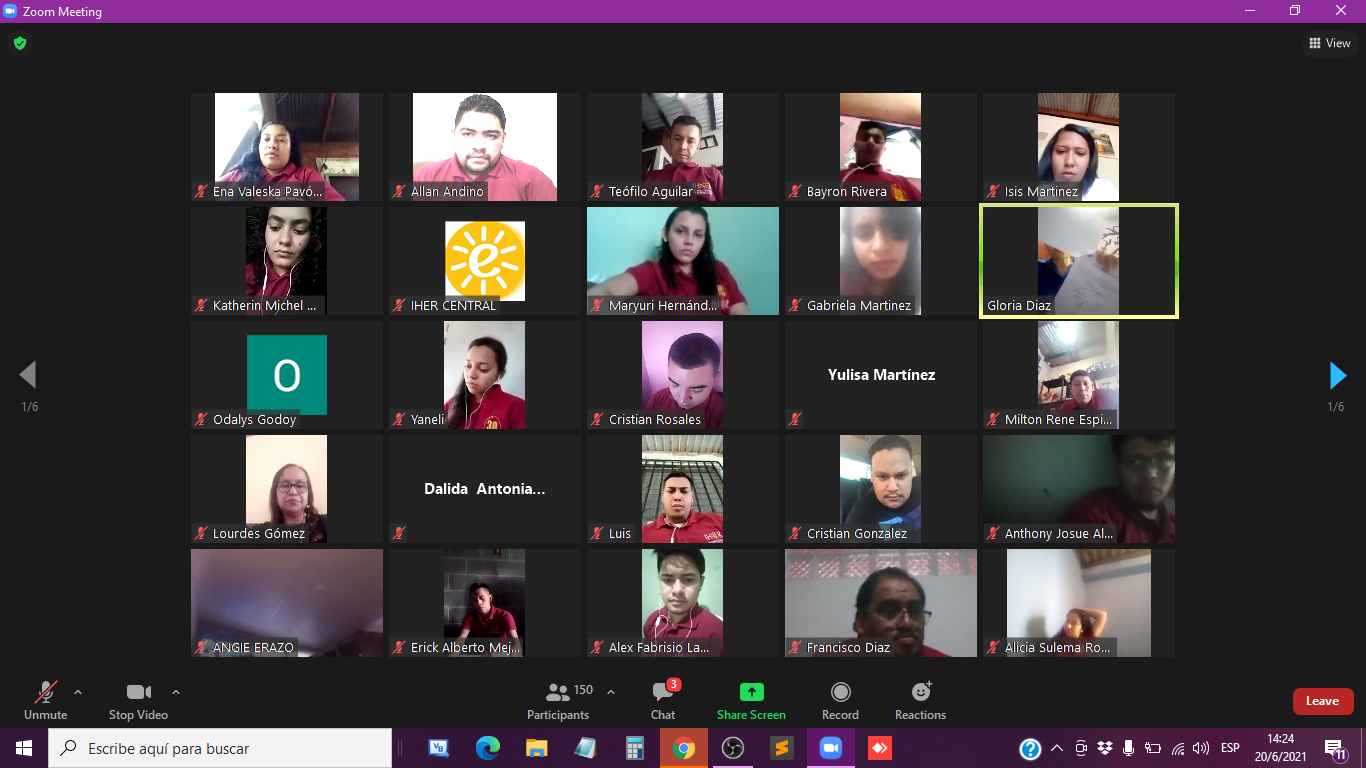 Zoom Meeting
View
Ena Valeska Pavó...
Allan Andino
Teófilo Aguilar
Bayron Rivera
Isis Martinez
Katherin Michel ...
e
IHER CENTRAL
Maryuri Hernánd...
Gabriela Martinez
Gloria Diaz
1/6
1/6
O
Odalys Godoy
Yaneli
30
Cristian Rosales
Yulisa Martínez
Milton Rene Espi...
Lourdes Gómez
Dalida Antonia...
Luis
IHER
Cristian Gonzalez
Anthony Josue Al...
ANGIE ERAZO
Erick Alberto Mej...
Alex Fabrisio La...
Francisco Diaz
Alicia Sulema Ro...
Unmute
Stop Video
150
Participants
3
Chat
Share Screen
Record
Reactions
Leave
Escribe aquí para buscar
ESP
14:24
20/6/2021
11